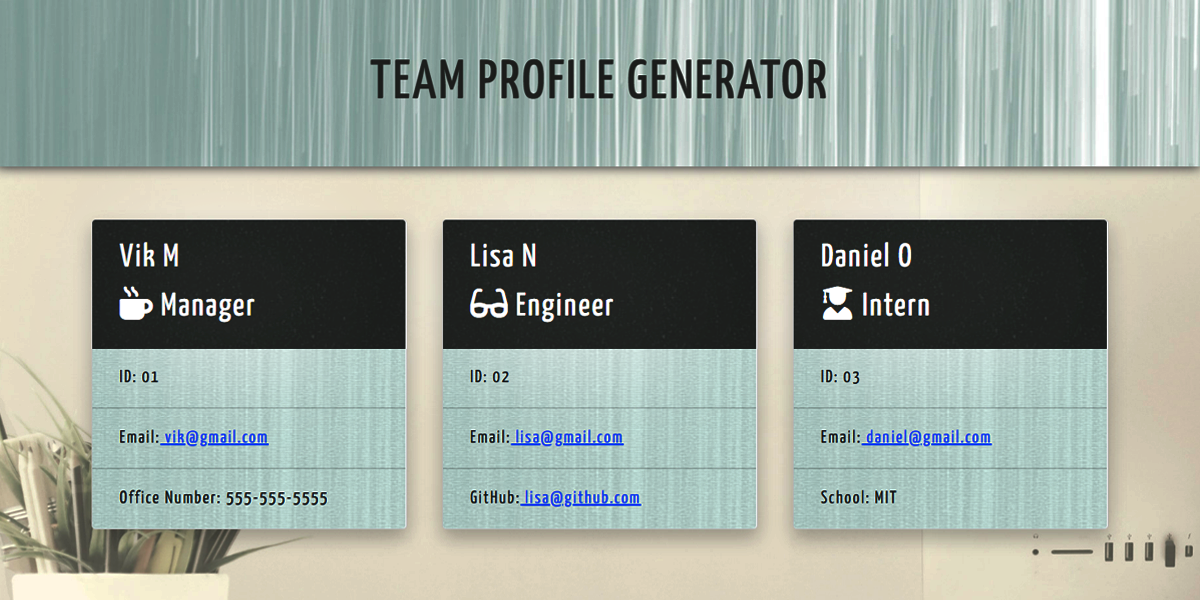 TEAM PROFILE GENERATOR
Vik M
Manager
ID: 01
Email: vik@gmail.com
Office Number: 555-555-5555
Lisa N
Engineer
ID: 02
Email: lisa@gmail.com
GitHub: lisa@github.com
Daniel O
Intern
ID: 03
Email: daniel@gmail.com
School: MIT